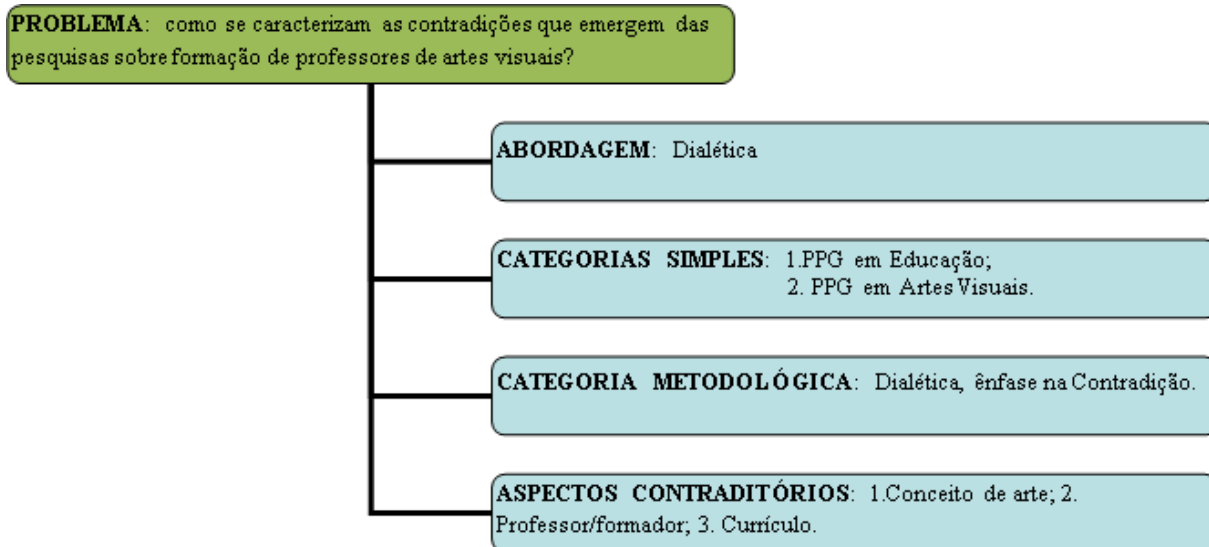 PROBLEMA: como se caracterizam as contradições que emergem das
pesquisas sobre formação de professores de artes visuais?
ABORDAGEM: Dialética
CATEGORIAS SIMPLES: 1.PPG em Educação;
2. PPG em Artes Visuais.
CATEGORIA METODOLÓGICA: Dialética, ênfase na Contradição.
ASPECTOS CONTRADITÓRIOS: 1.Conceito de arte; 2.
Professor/formador; 3. Currículo.